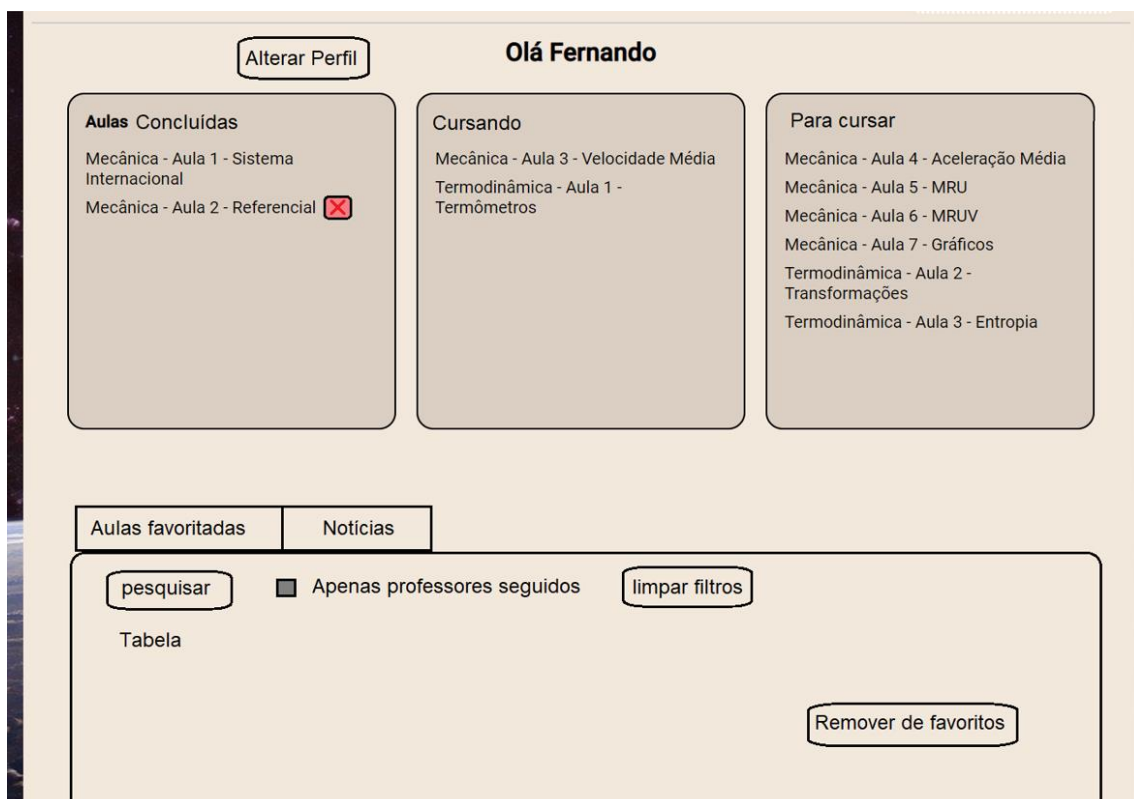 Alterar Perfil
Olá Fernando
Aulas Concluídas
Mecânica - Aula 1 - Sistema
Internacional
Mecânica - Aula 2 - Referencial
Cursando
Mecânica - Aula 3 - Velocidade Média
Termodinâmica - Aula 1 -
Termômetros
Para cursar
Mecânica - Aula 4 - Aceleração Média
Mecânica - Aula 5 - MRU
Mecânica - Aula 6 - MRUV
Mecânica - Aula 7 - Gráficos
Termodinâmica - Aula 2 -
Transformações
Termodinâmica - Aula 3 - Entropia
Aulas favoritadas
Notícias
pesquisar
Apenas professores seguidos
limpar filtros
Tabela
Remover de favoritos